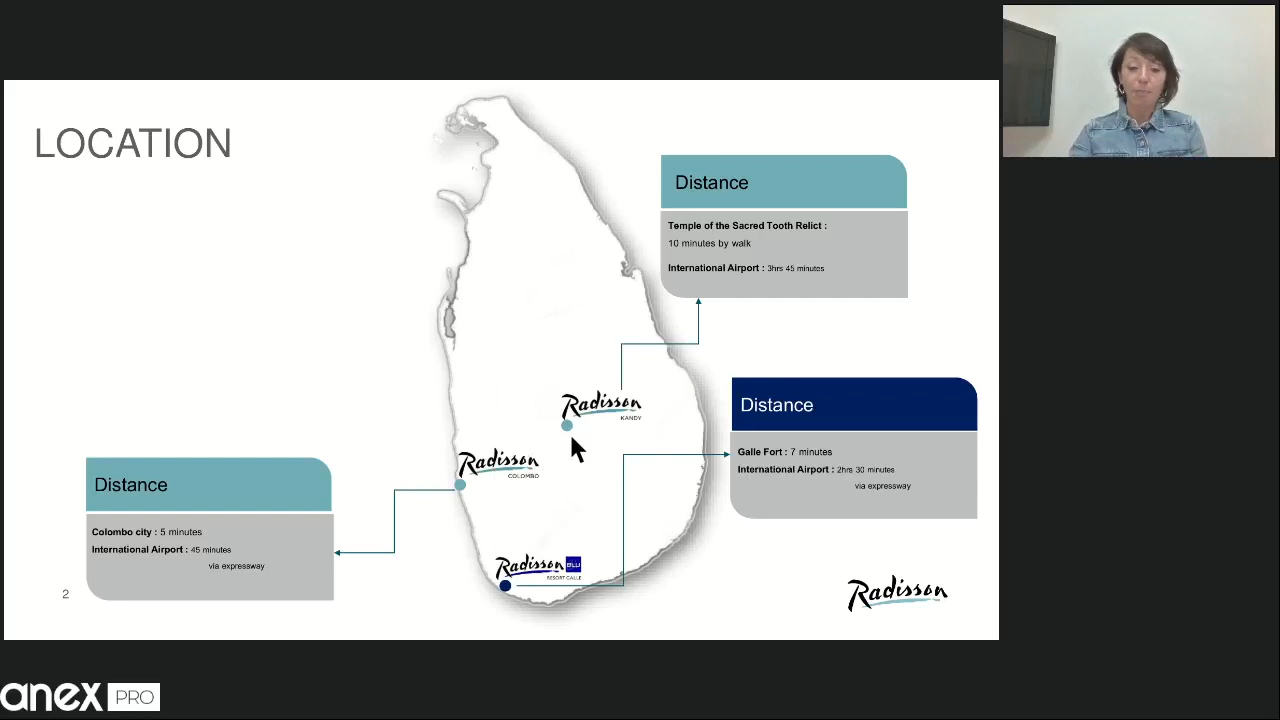 LOCATION
Distance
Temple of the Sacred Tooth Relict :
10 minutes by walk
International Airport : 3hrs 45 minutes
Radisson
KANDY
Distance
Galle Fort : 7 minutes
International Airport : 2hrs 30 minutes
via expressway
Radisson
COLOMBO
Distance
Colombo city : 5 minutes
International Airport : 45 minutes
via expressway
Radisson BLU
RESORT GALLE
2
Radisson
anex PRO